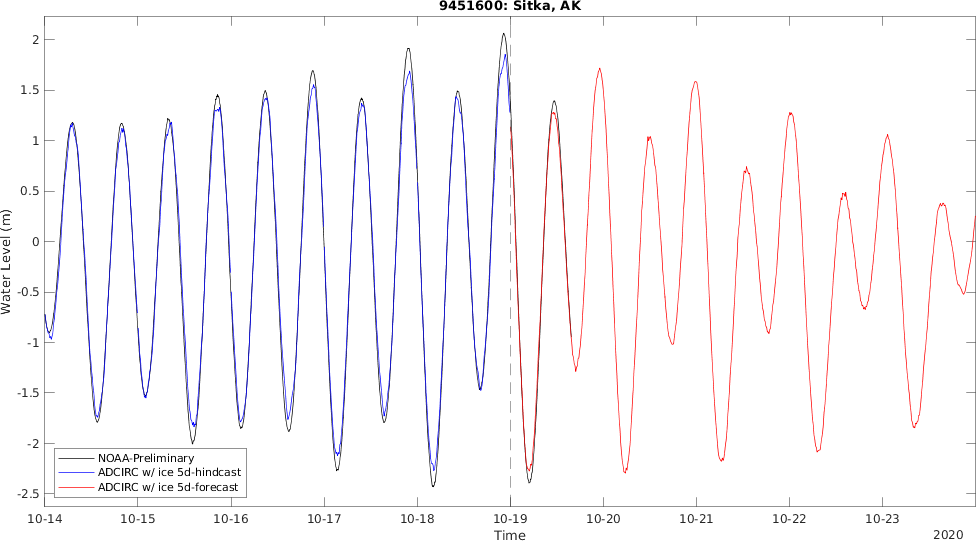 9451600: Sitka, AK
Water Level (m)
2
1.5
1
0.5
0
-0.5
-1
-1.5
-2
-2.5
NOAA-Preliminary
ADCIRC w/ ice 5d-hindcast
ADCIRC w/ ice 5d-forecast
10-14 10-15 10-16 10-17 10-18 10-19 10-20 10-21 10-22 10-23
Time
2020